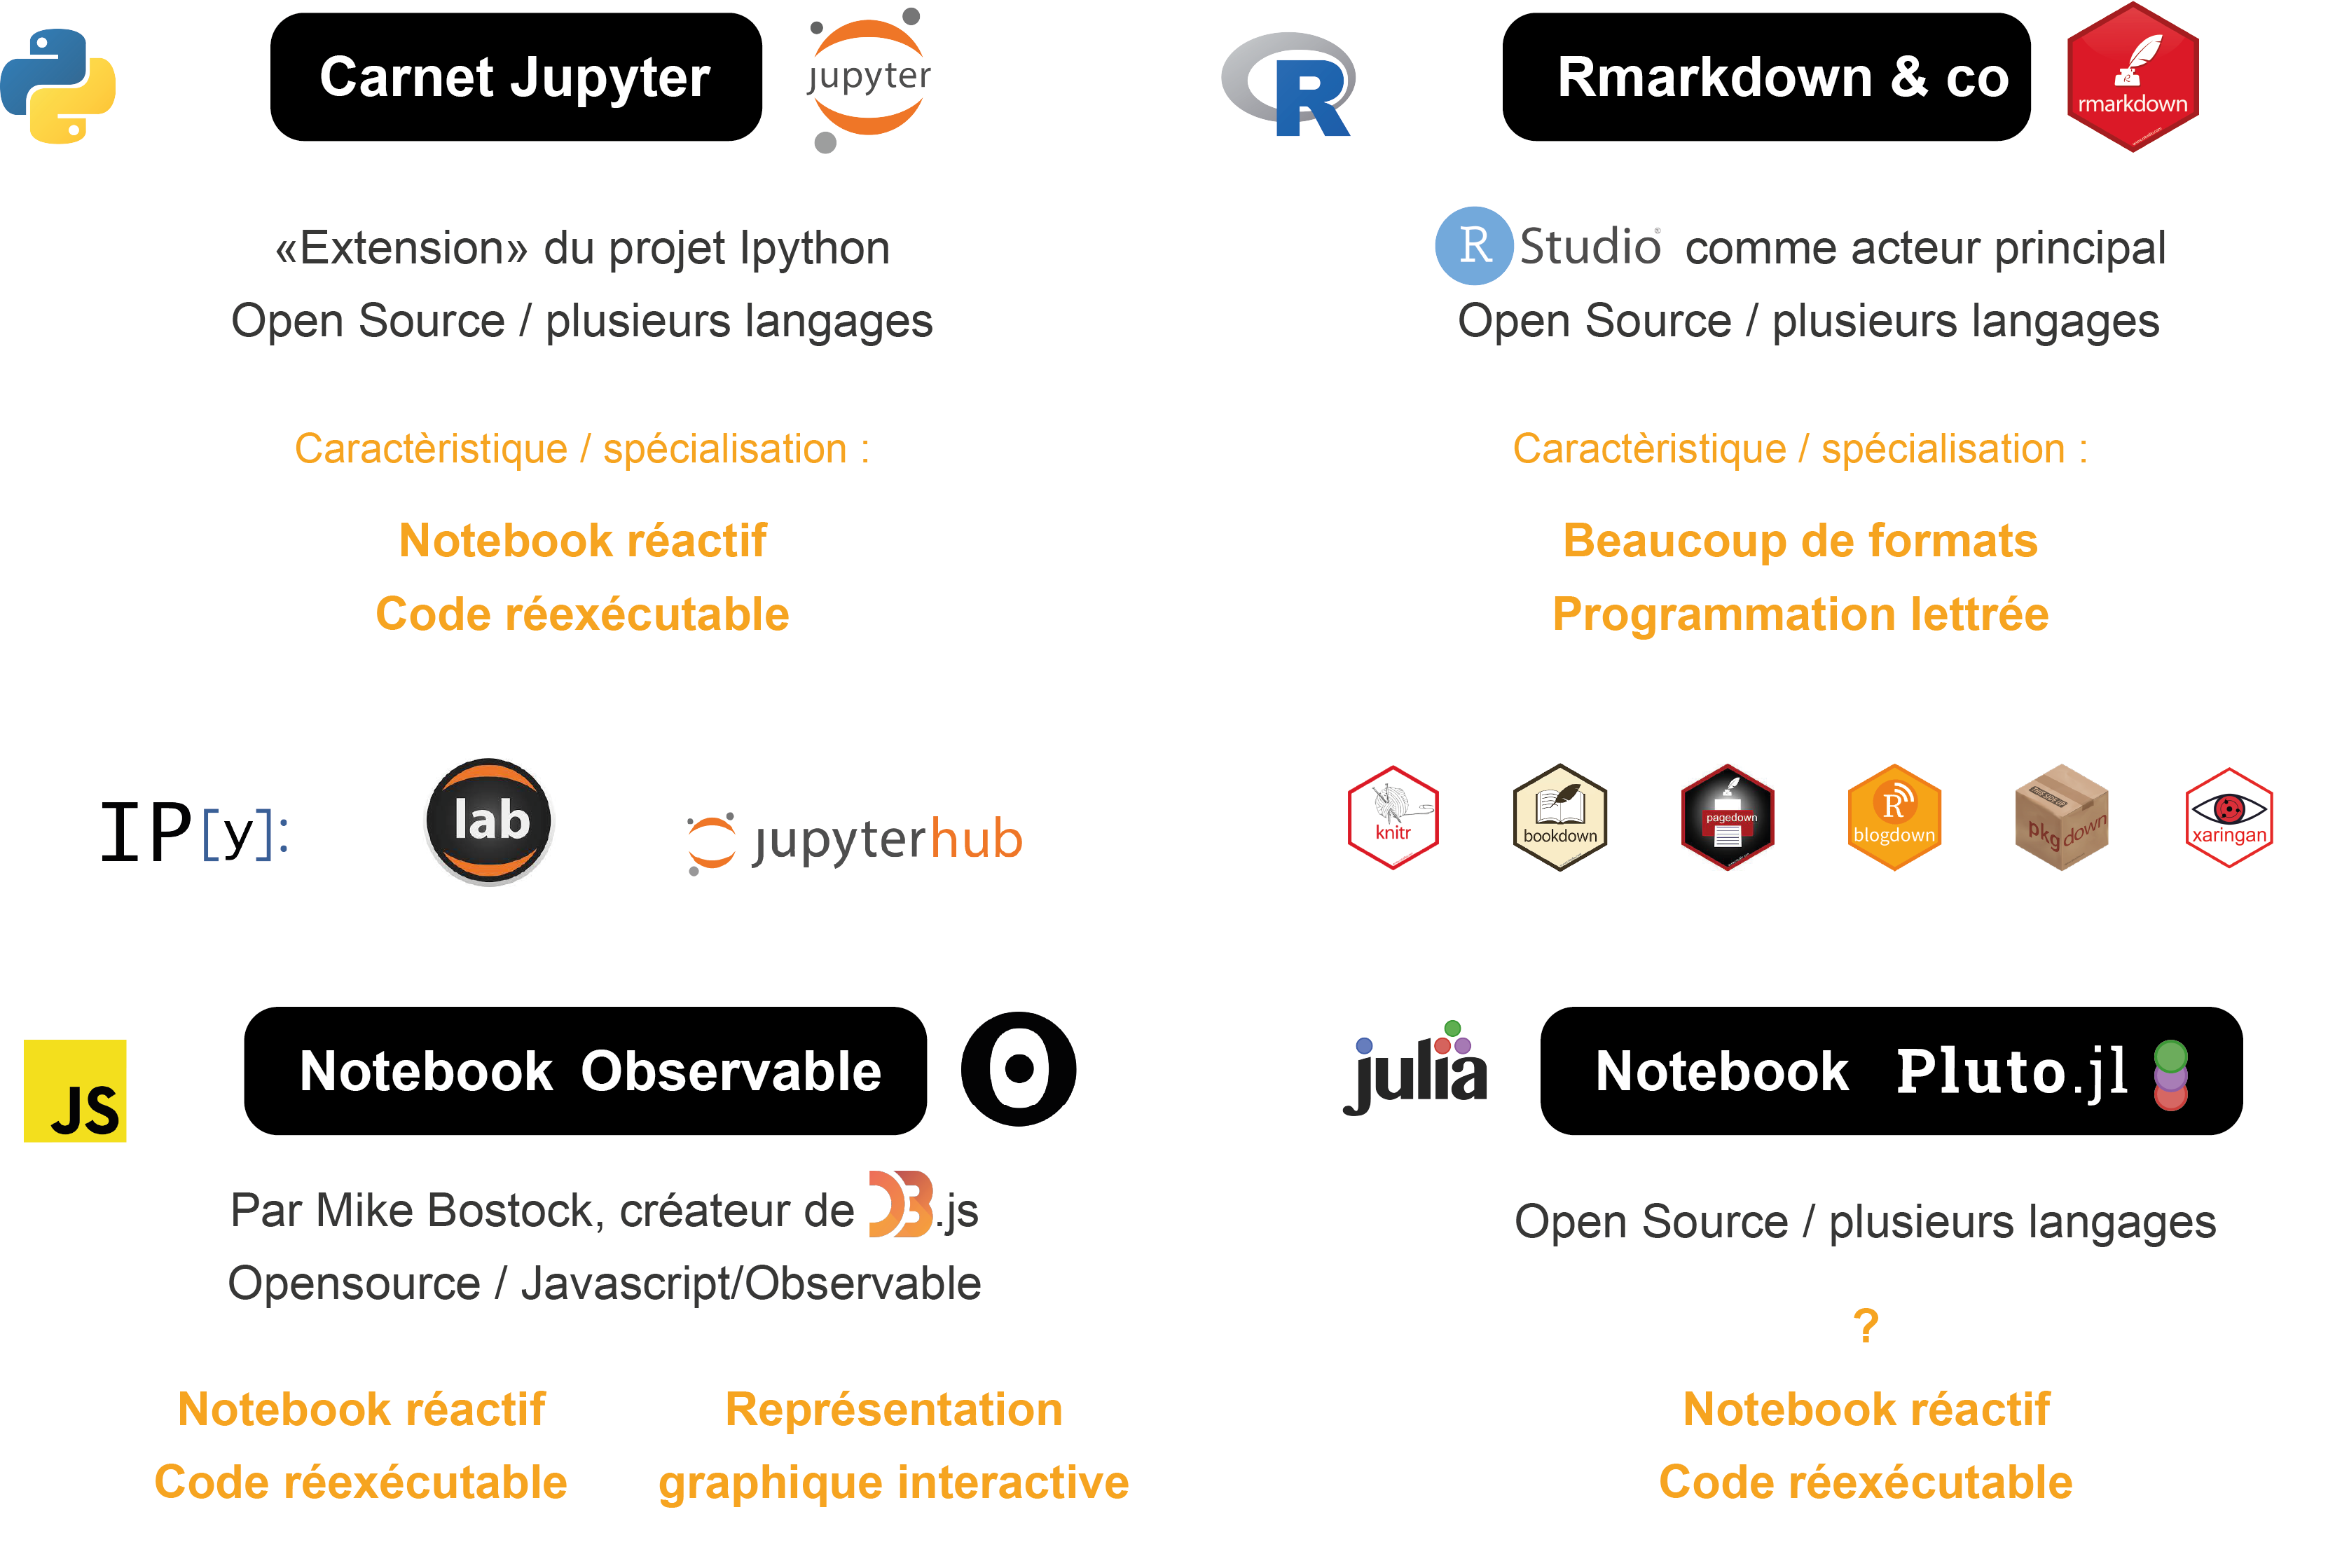 Carnet Jupyter
jupyter
«Extension» du projet Ipython
Open Source / plusieurs langages
Caractèristique / spécialisation :
Notebook réactif
Code réexécutable
IP[y]:
lab
jupyterhub
R
Rmarkdown & co
rmarkdown
R Studio® comme acteur principal
Open Source / plusieurs langages
Caractèristique / spécialisation :
Beaucoup de formats
Programmation lettrée
knitr
bookdown
pagedown
R
blogdown
pkgdown
xaringan
JS
Notebook Observable
Par Mike Bostock, créateur de D3.js
Opensource / Javascript/Observable
Notebook réactif
Code réexécutable
Représentation
graphique interactive
julia
Notebook Pluto.jl
Open Source / plusieurs langages
?
Notebook réactif
Code réexécutable